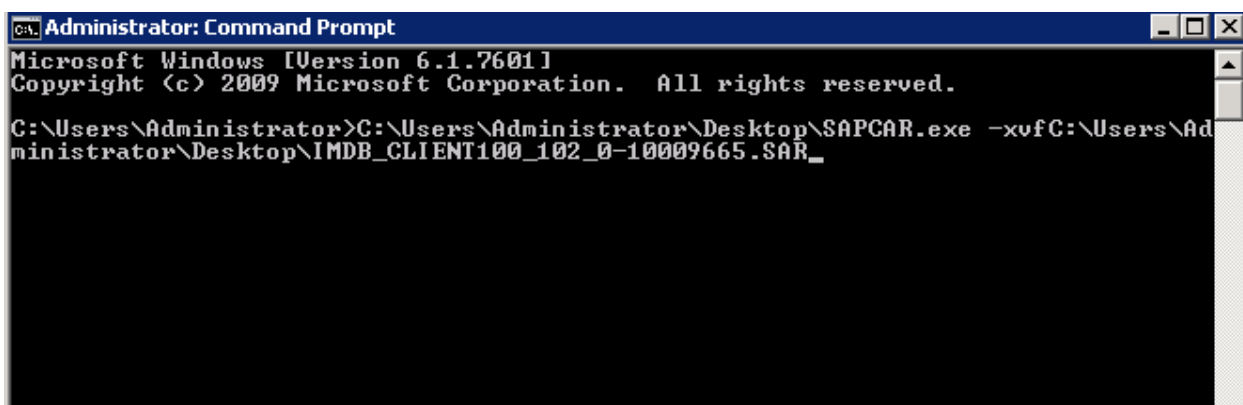 Administrator: Command Prompt
Microsoft Windows [Version 6.1.7601]
Copyright (c) 2009 Microsoft Corporation.  All rights reserved.
C:\Users\Administrator>C:\Users\Administrator\Desktop\SAPCAR.exe -xvfC:\Users\Ad
ministrator\Desktop\IMDB_CLIENT100_102_0-10009665.SAR_